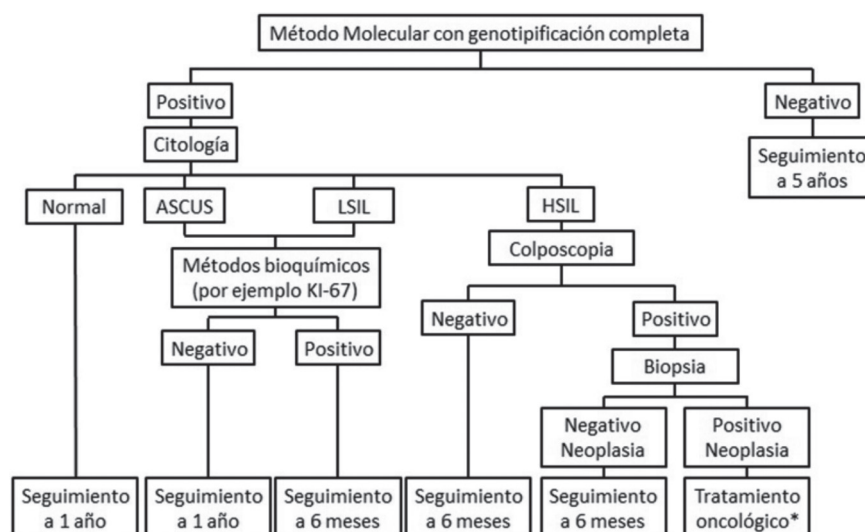 Método Molecular con genotipificación completa
Positivo
Negativo
Citología
Seguimiento
a 5 años
Normal
ASCUS
LSIL
HSIL
Métodos bioquímicos
(por ejemplo KI-67)
Colposcopia
Negativo
Positivo
Negativo
Positivo
Biopsia
Negativo
Neoplasia
Positivo
Neoplasia
Seguimiento
a 1 año
Seguimiento
a 1 año
Seguimiento
a 6 meses
Seguimiento
a 6 meses
Seguimiento
a 6 meses
Tratamiento
oncológico*